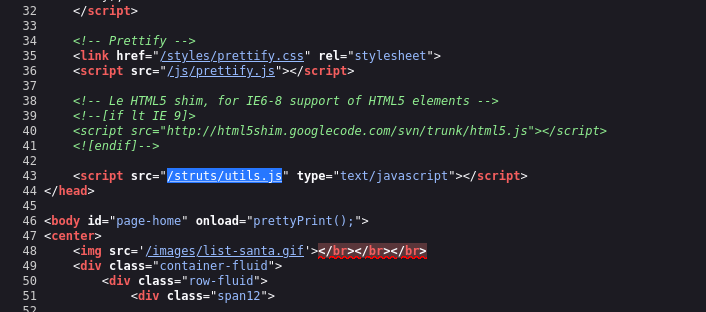 32 </script>
33
34 <!-- Prettify -->
35 <link href="/styles/prettify.css" rel="stylesheet">
36 <script src="/js/prettify.js"></script>
37
38 <!-- Le HTML5 shim, for IE6-8 support of HTML5 elements -->
39 <!--[if lt IE 9]>
40 <script src="http://html5shim.googlecode.com/svn/trunk/html5.js"></script>
41 <![endif]-->
42
43 <script src="/struts/utils.js" type="text/javascript"></script>
44 </head>
45
46 <body id="page-home" onload="prettyPrint();">
47 <center>
48 <img src='/images/list-santa.gif'></br></br></br>
49 <div class="container-fluid">
50 <div class="row-fluid">
51 <div class="span12">
52